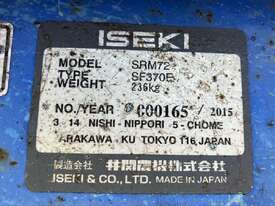 ISEKI
MODEL SRM72
TYPE SF370E
WEIGHT 236kg
NO./YEAR 000165 / 2015
3 14 NISHI-NIPPORI 5-CHOME
ARAKAWA KU TOKYO 116,JAPAN
製造会社 井関農機株式会社
ISEKI & CO., LTD. MADE IN JAPAN